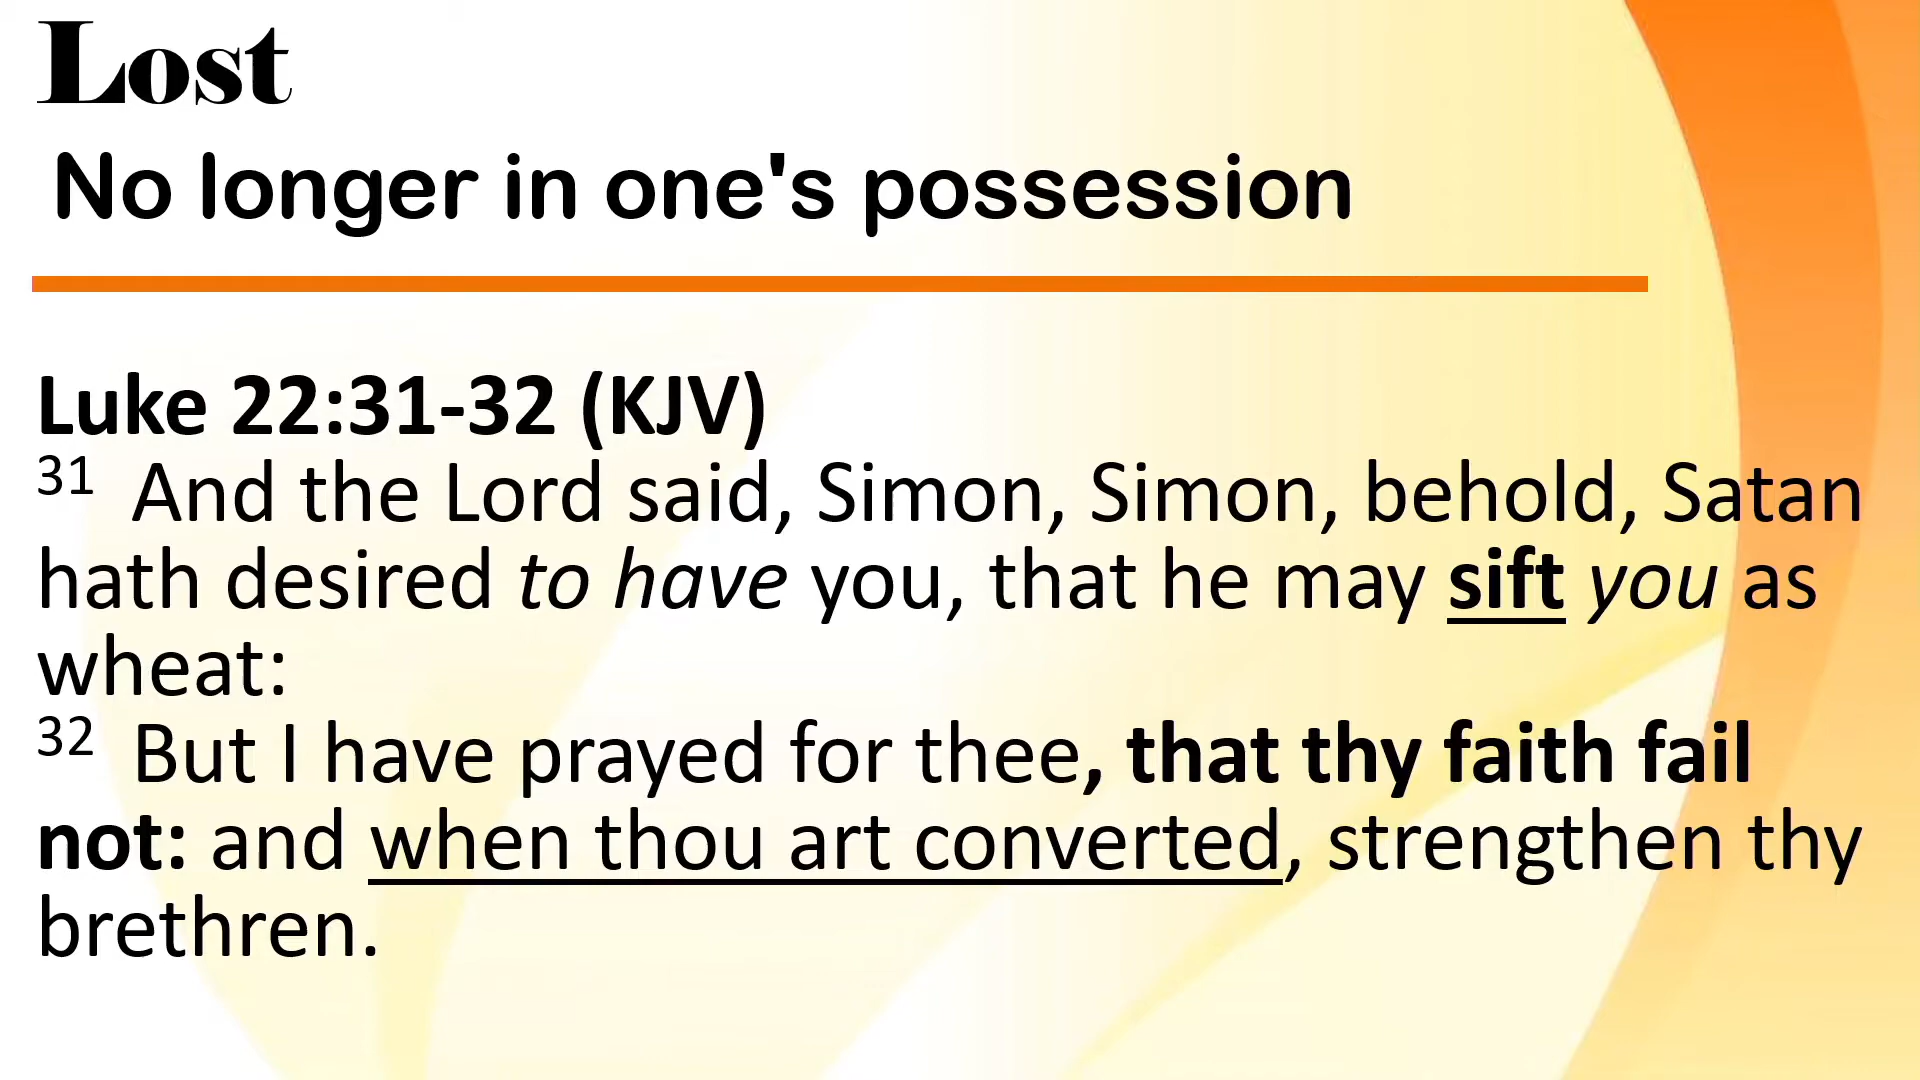 Lost
No longer in one's possession
Luke 22:31-32 (KJV)
31 And the Lord said, Simon, Simon, behold, Satan
hath desired to have you, that he may sift you as
wheat:
32 But I have prayed for thee, that thy faith fail
not: and when thou art converted, strengthen thy
brethren.